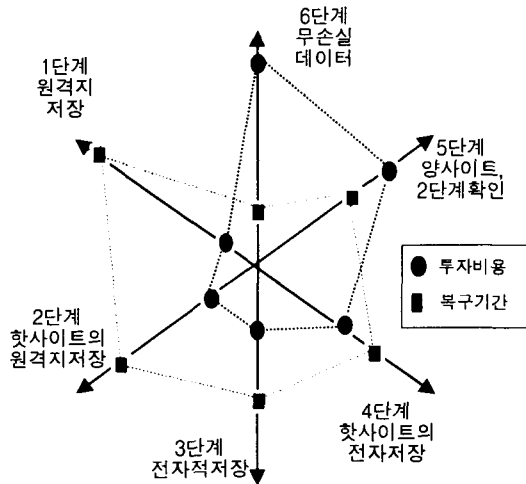 6단계
무손실
데이터
1단계
원격지
저장
5단계
양사이트,
2단계확인
투자비용
복구기간
2단계
핫사이트의
원격지저장
4단계
핫사이트의
전자저장
3단계
전자적저장